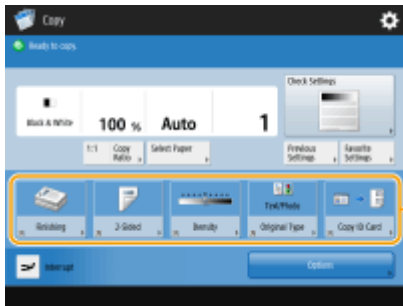 Copy
Ready to copy.
Check Settings
Black & White
100 %
Auto
1
1:1
Copy Ratio
Select Paper
Previous Settings
Favorite Settings
Finishing
2-Sided
Density
Text/Photo
Original Type
Copy ID Card
Interrupt
Options